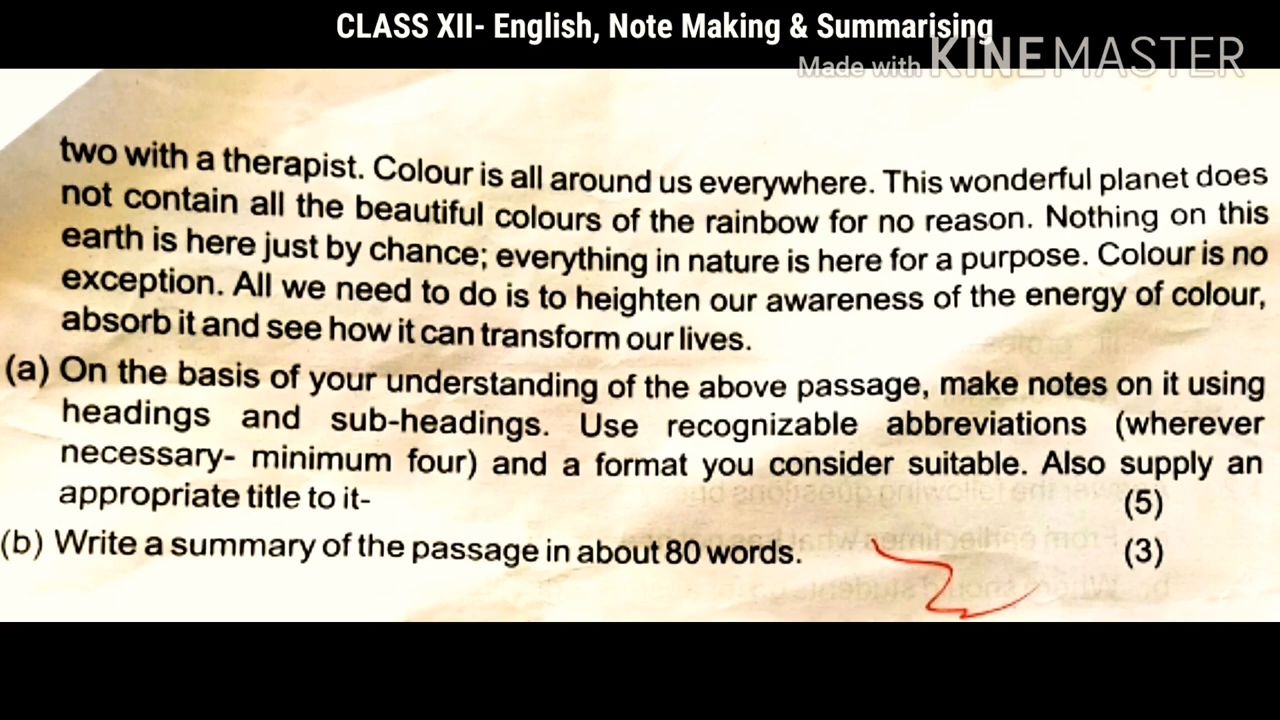 CLASS XII- English, Note Making & Summarising
Made with KINEMASTER
two with a therapist. Colour is all around us everywhere. This wonderful planet does
not contain all the beautiful colours of the rainbow for no reason. Nothing on this
earth is here just by chance; everything in nature is here for a purpose. Colour is no
exception. All we need to do is to heighten our awareness of the energy of colour,
absorb it and see how it can transform our lives.
(a) On the basis of your understanding of the above passage, make notes on it using
headings and sub-headings. Use recognizable abbreviations (wherever
necessary- minimum four) and a format you consider suitable. Also supply an
appropriate title to it- (5)
(b) Write a summary of the passage in about 80 words. (3)